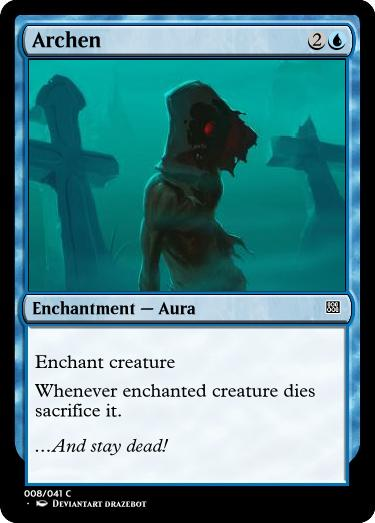 Archen 2
Enchantment — Aura
Enchant creature
Whenever enchanted creature dies
sacrifice it.
...And stay dead!
008/041 C
· Deviantart drazebot